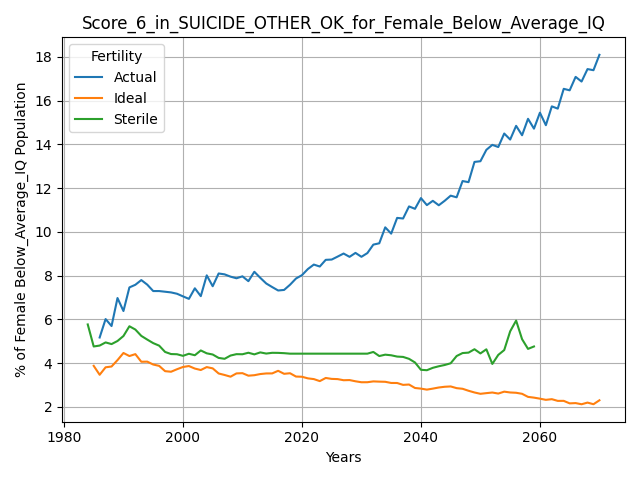 Score_6_in_SUICIDE_OTHER_OK_for_Female_Below_Average_IQ
% of Female Below_Average_IQ Population
18
16
14
12
10
8
6
4
2
Fertility
Actual
Ideal
Sterile
1980 2000 2020 2040 2060
Years